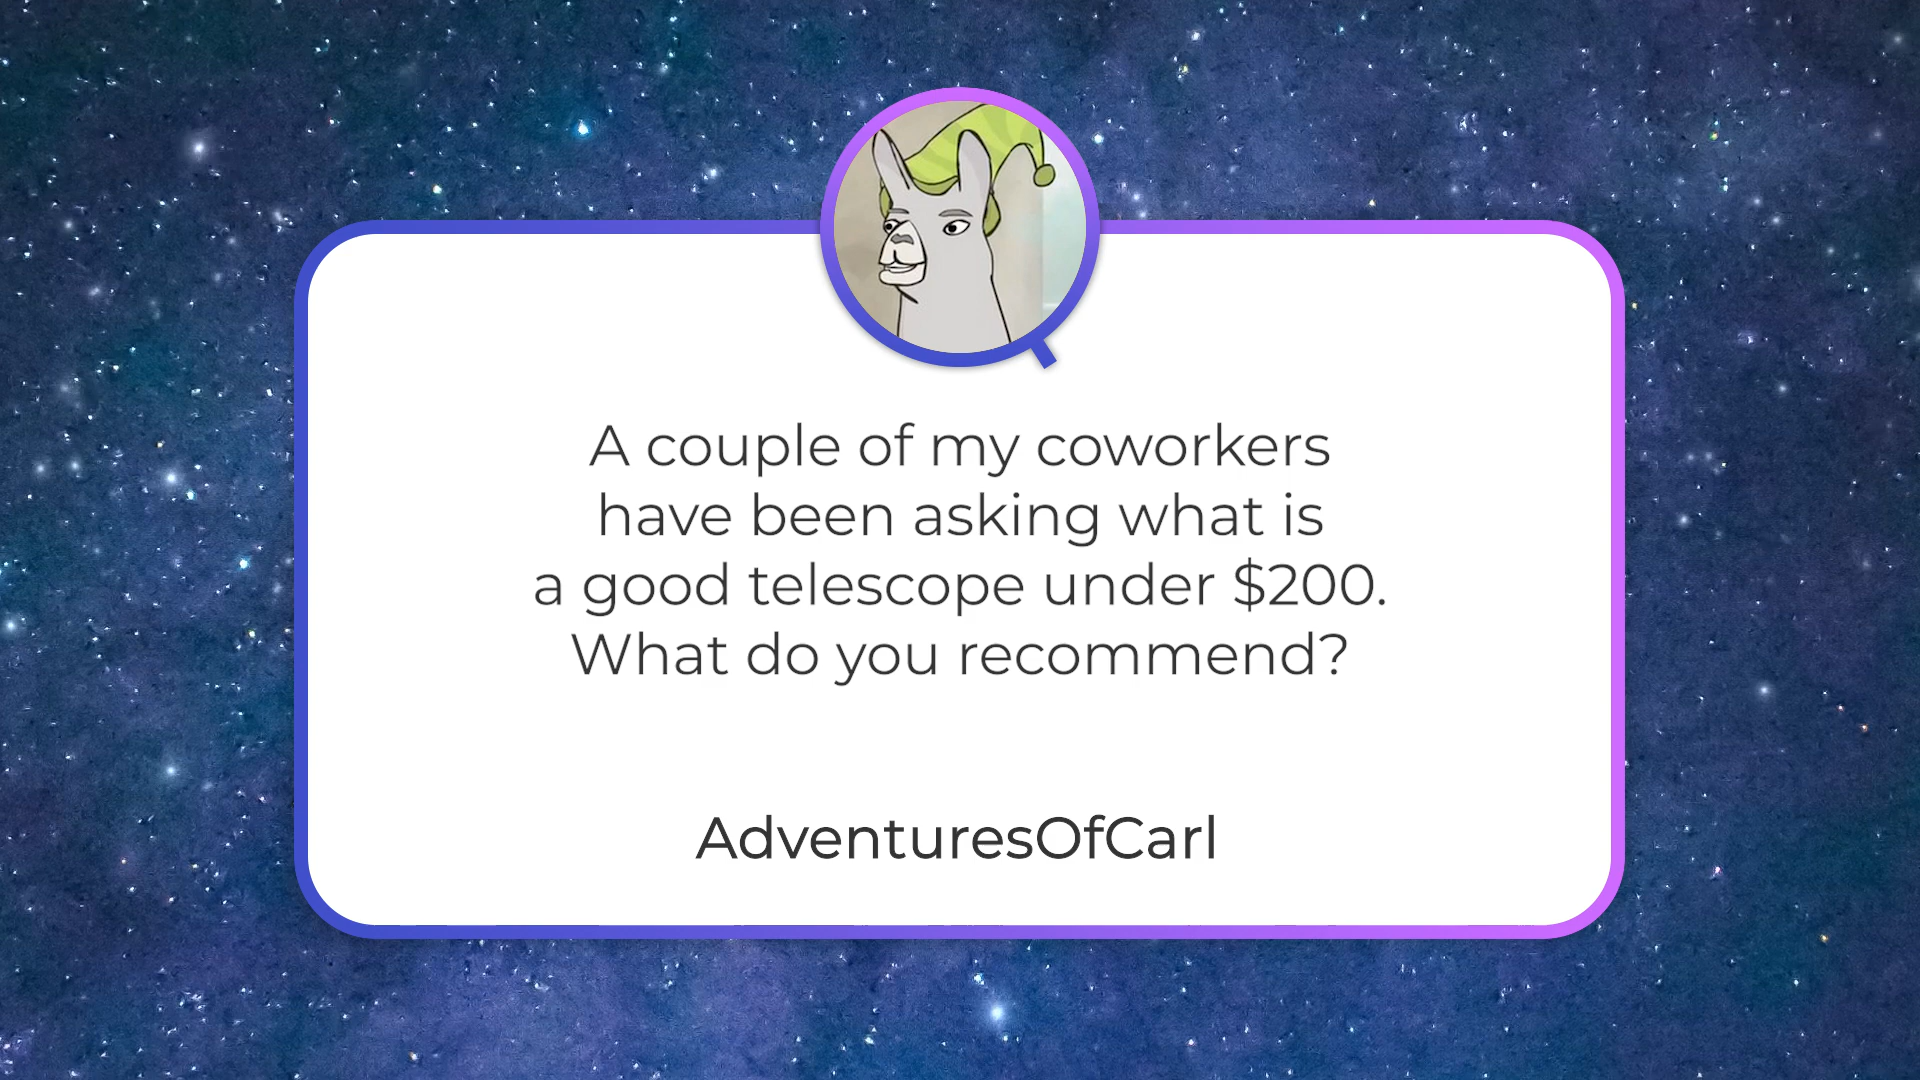 A couple of my coworkers
have been asking what is
a good telescope under $200.
What do you recommend?
AdventuresOfCarl